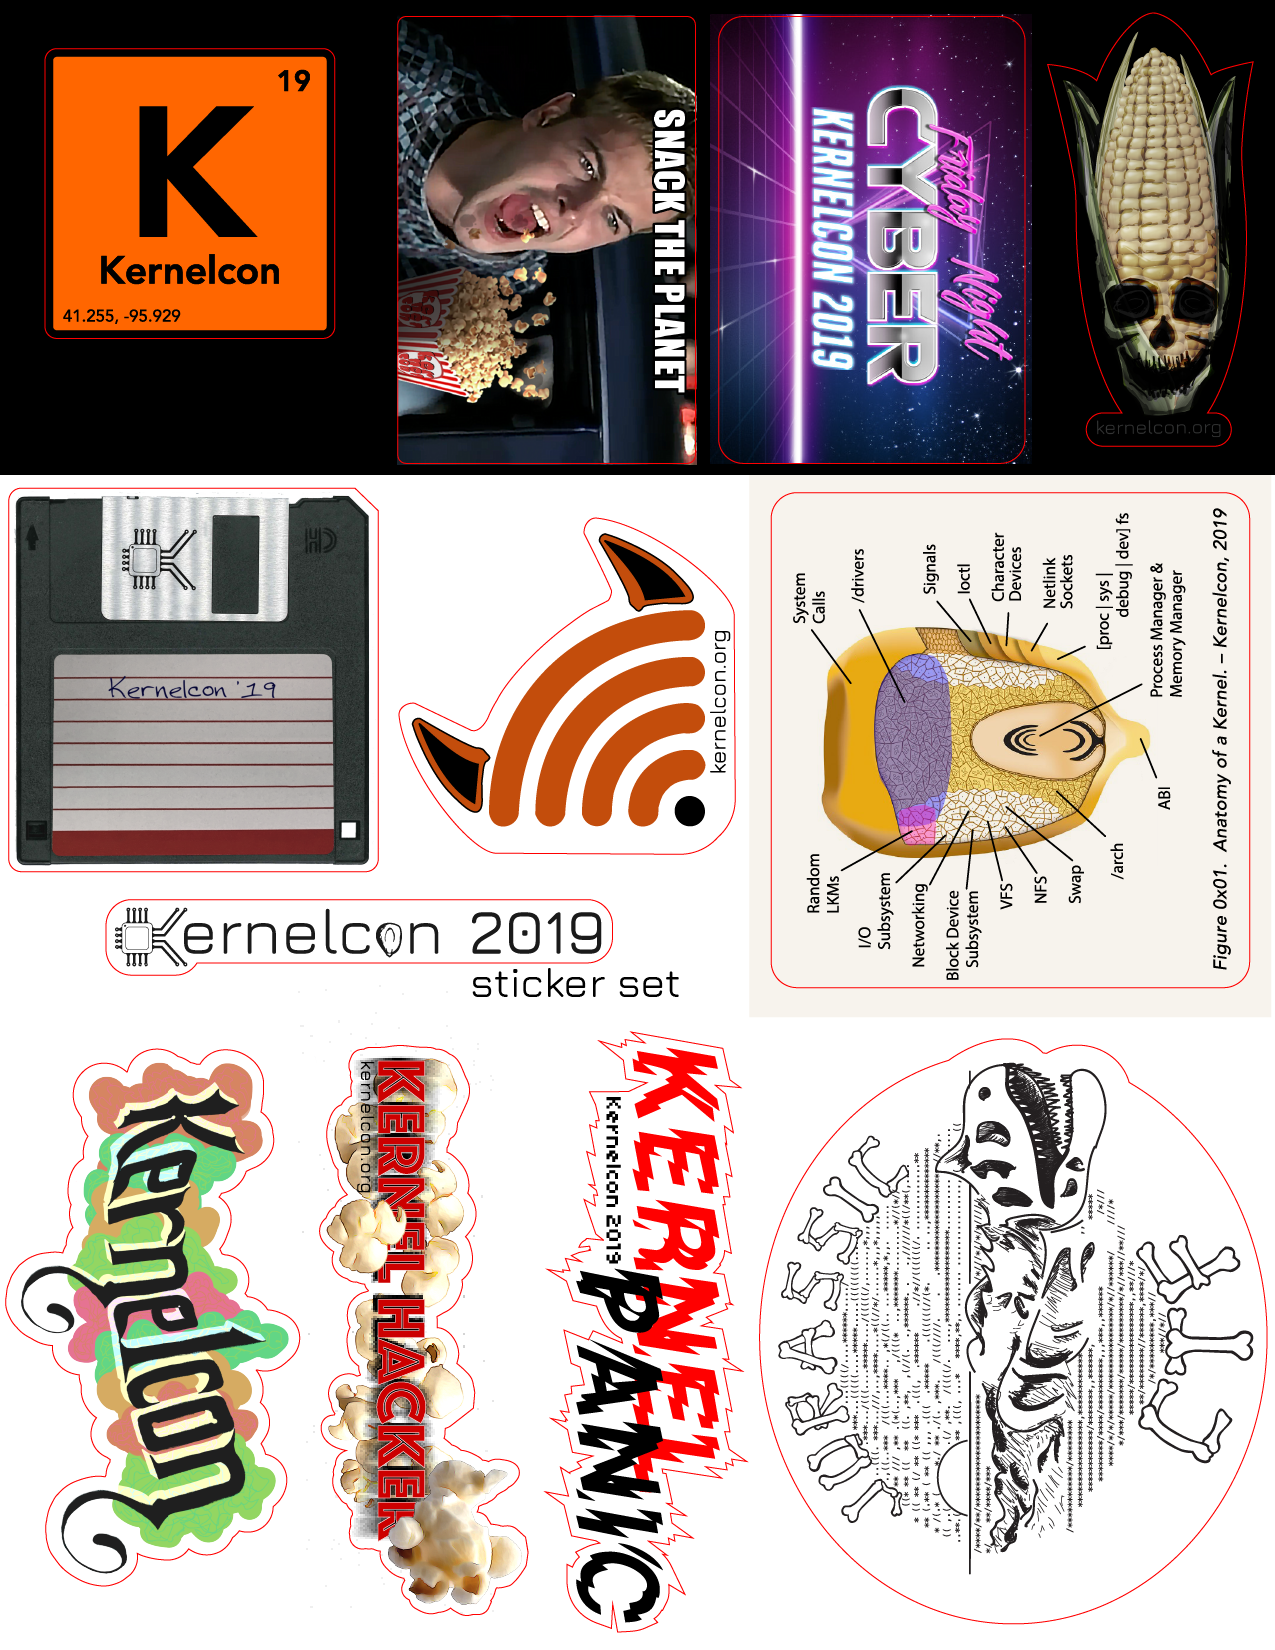 19
K
Kernelcon
41.255, -95.929
SNACK THE PLANET
Friday Night
CYBER
KERNELCON 2019
kernelcon.org
Kernelcon '19
kernelcon.org
System
Calls
/drivers
Signals
Ioctl
Character
Devices
Netlink
Sockets
[proc | sys |
debug | dev] fs
Process Manager &
Memory Manager
Random
LKMs
I/O
Subsystem
Networking
Block Device
Subsystem
VFS
NFS
Swap
/arch
ABI
Figure 0x01. Anatomy of a Kernel. – Kernelcon, 2019
Kernelcon 2019
sticker set
Kernelcon
KERNEL HACKER
kernelcon.org
KERNEL
Kernelcon 2019
PANIC
JURASSIC
LTCH